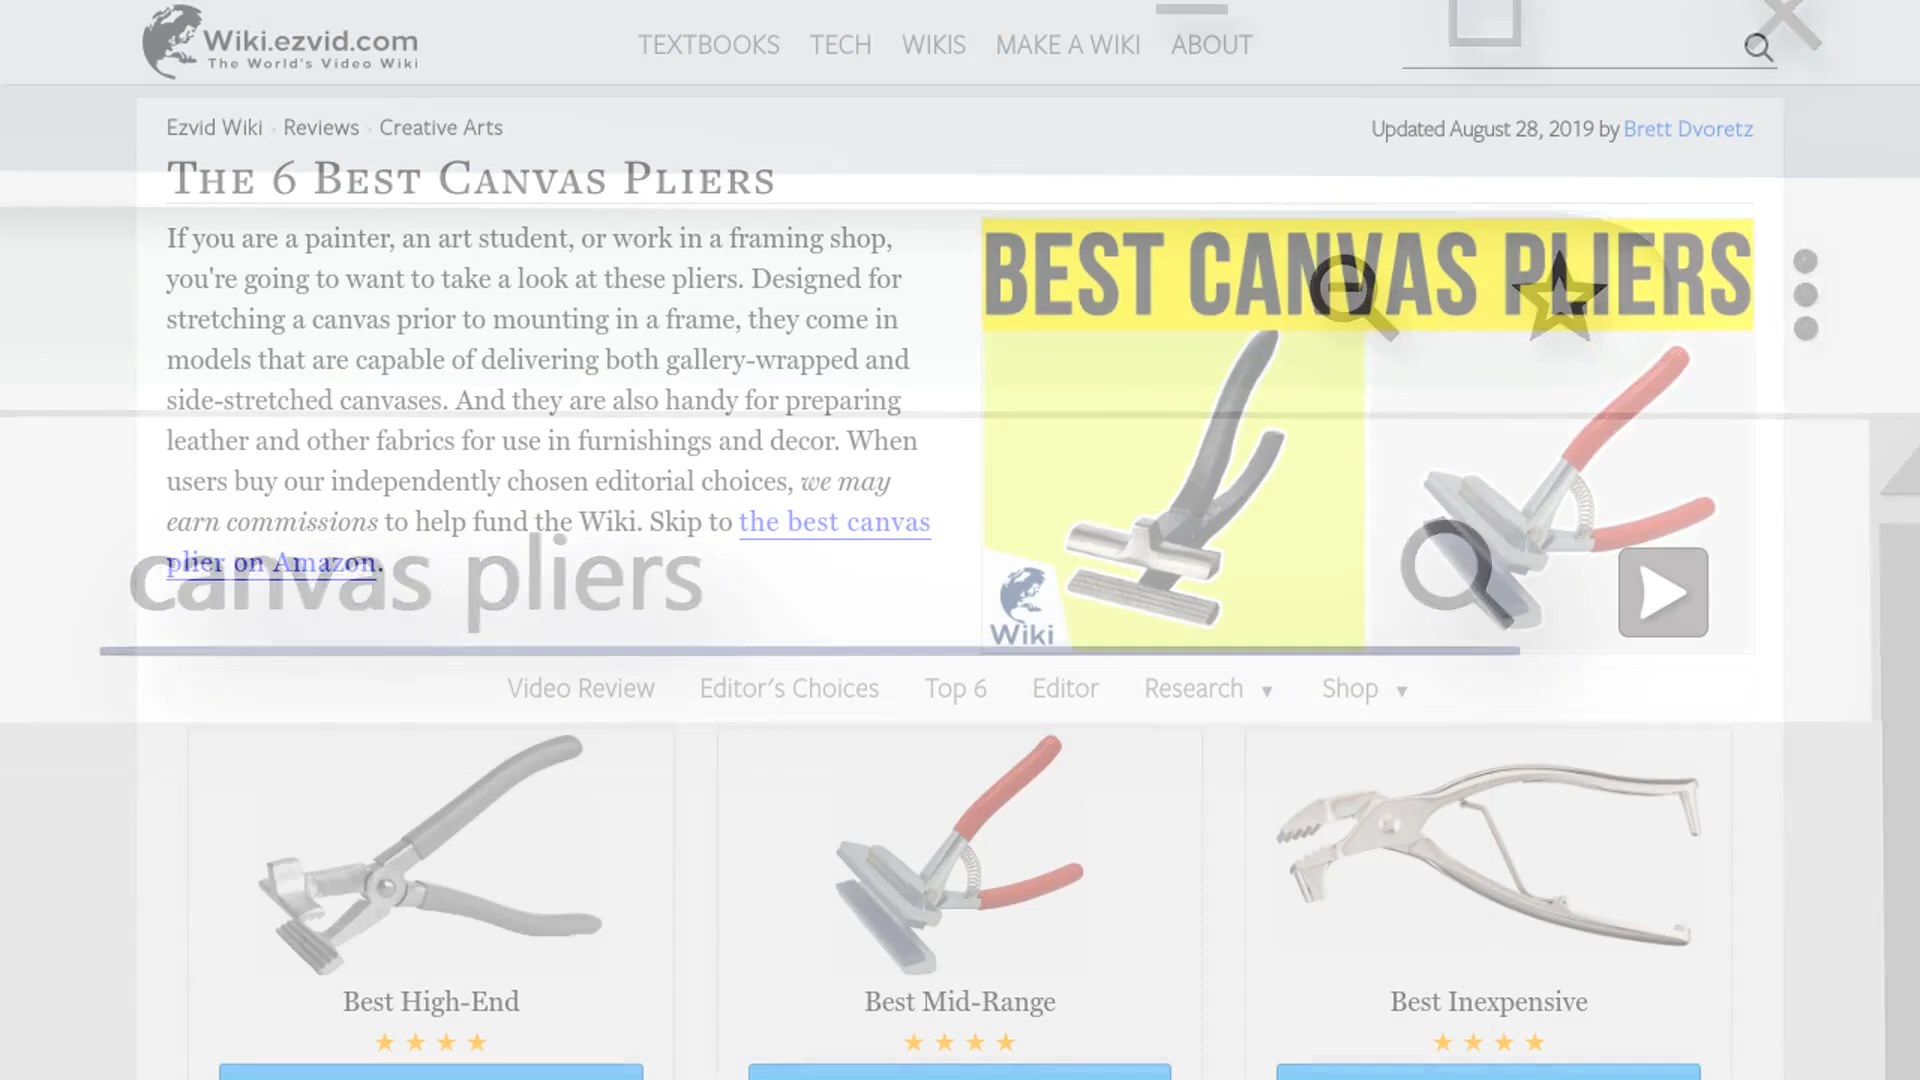 Wiki.ezvid.com
The World's Video Wiki
TEXTBOOKS TECH WIKIS MAKE A WIKI ABOUT
Ezvid Wiki › Reviews › Creative Arts
Updated August 28, 2019 by Brett Dvoretz
THE 6 BEST CANVAS PLIERS
If you are a painter, an art student, or work in a framing shop,
you're going to want to take a look at these pliers. Designed for
stretching a canvas prior to mounting in a frame, they come in
models that are capable of delivering both gallery-wrapped and
side-stretched canvases. And they are also handy for preparing
leather and other fabrics for use in furnishings and decor. When
users buy our independently chosen editorial choices, we may
earn commissions to help fund the Wiki. Skip to the best canvas
plier on Amazon.
BEST CANVAS PLIERS
Wiki
canvas pliers
Video Review Editor's Choices Top 6 Editor Research ▼ Shop ▼
Best High-End
Best Mid-Range
Best Inexpensive